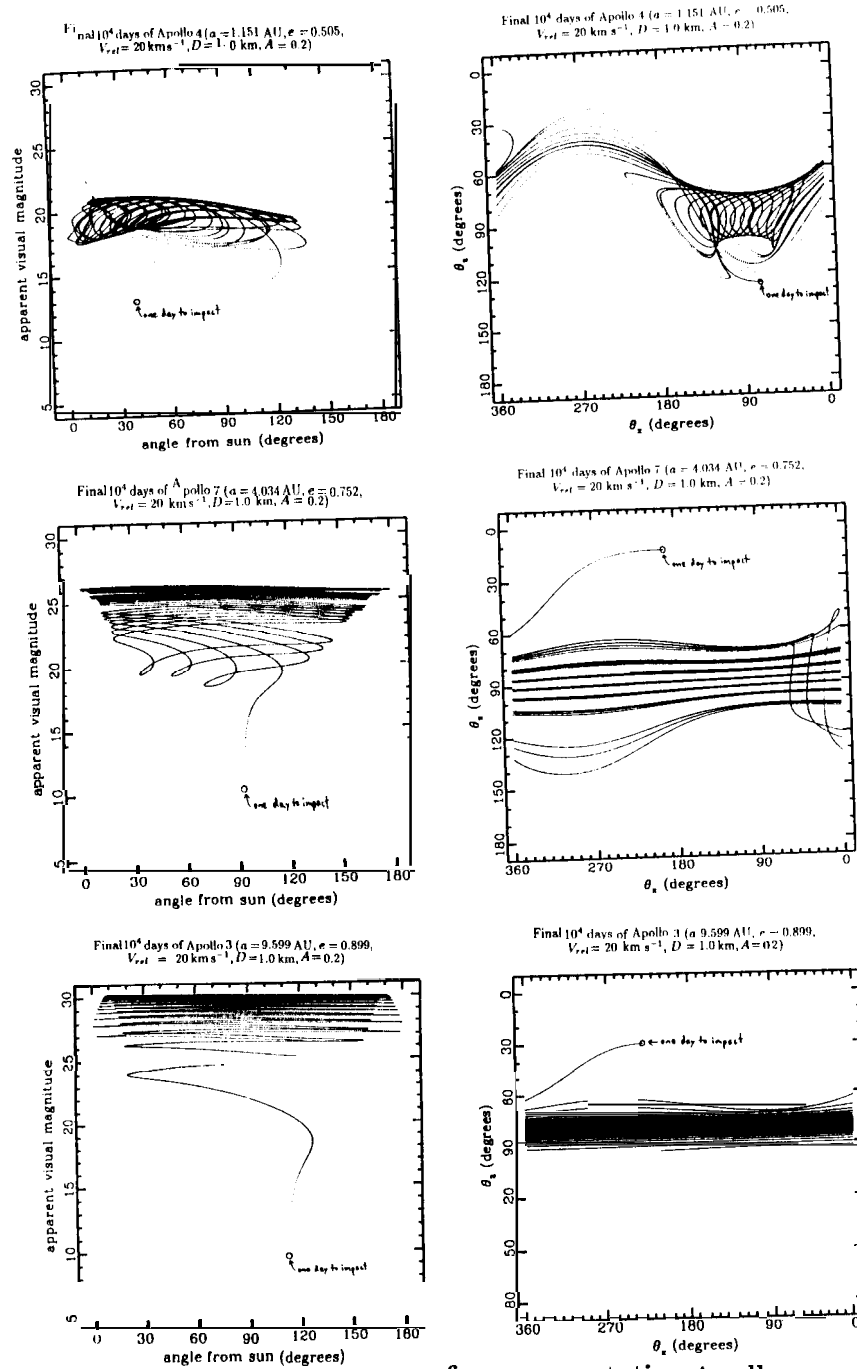 Final 10⁴ days of Apollo 4 (a = 1.151 AU, e = 0.505,
V_rel = 20 km s⁻¹, D = 1.0 km, A = 0.2)
apparent visual magnitude
30
25
20
15
10
5
one day to impact
0 30 60 90 120 150 180
angle from sun (degrees)
Final 10⁴ days of Apollo 4 (a = 1.151 AU, e = 0.505,
V_rel = 20 km s⁻¹, D = 1.0 km, A = 0.2)
θ_z (degrees)
0
30
60
90
120
150
180
one day to impact
360 270 180 90 0
θ_x (degrees)
Final 10⁴ days of Apollo 7 (a = 4.034 AU, e = 0.752,
V_rel = 20 km s⁻¹, D = 1.0 km, A = 0.2)
apparent visual magnitude
30
25
20
15
10
5
one day to impact
0 30 60 90 120 150 180
angle from sun (degrees)
Final 10⁴ days of Apollo 7 (a = 4.034 AU, e = 0.752,
V_rel = 20 km s⁻¹, D = 1.0 km, A = 0.2)
θ_z (degrees)
0
30
60
90
120
150
180
one day to impact
360 270 180 90 0
θ_x (degrees)
Final 10⁴ days of Apollo 3 (a = 9.599 AU, e = 0.899,
V_rel = 20 km s⁻¹, D = 1.0 km, A = 0.2)
apparent visual magnitude
30
25
20
15
10
5
one day to impact
0 30 60 90 120 150 180
angle from sun (degrees)
Final 10⁴ days of Apollo 3 (a 9.599 AU, e = 0.899,
V_rel = 20 km s⁻¹, D = 1.0 km, A = 0 2)
θ_z (degrees)
0
30
60
90
20
50
80
one day to impact
360 270 180 90 0
θ_x (degrees)